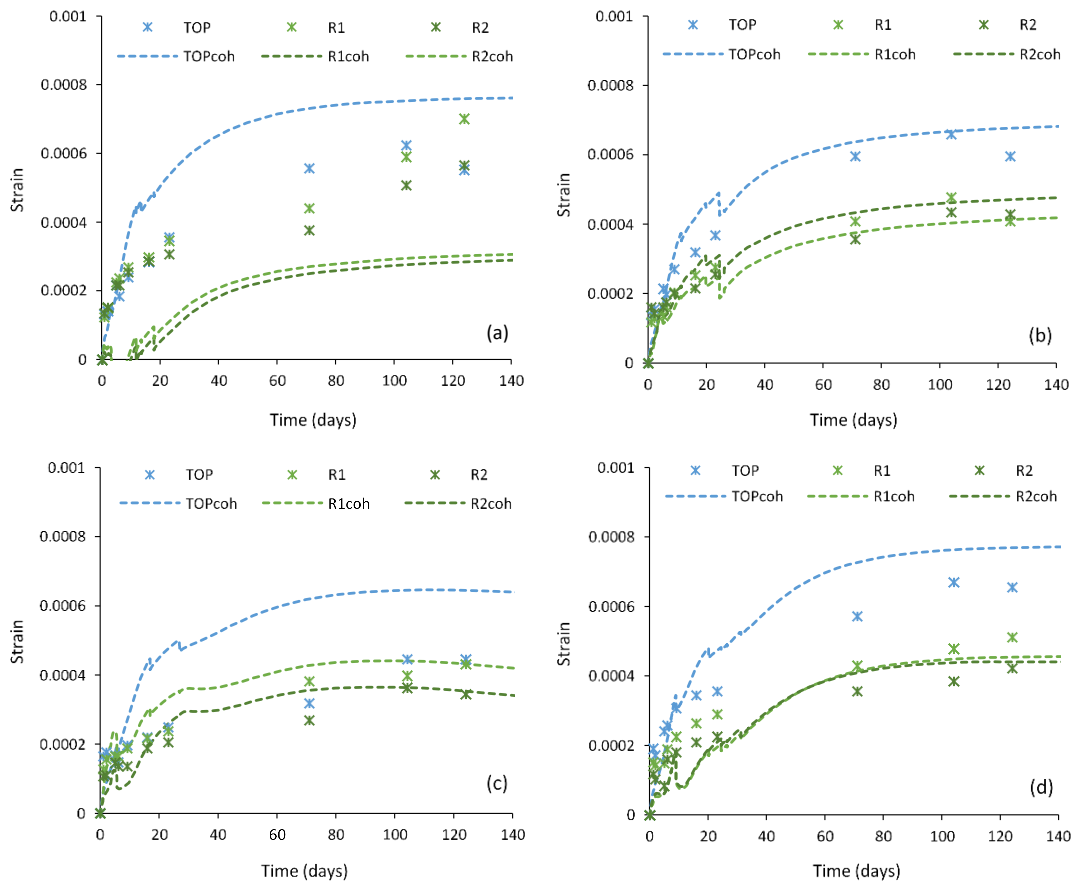 0.001
TOP R1 R2
TOPcoh R1coh R2coh
0.0008
0.0006
0.0004
0.0002
0
Strain
(a)
0 20 40 60 80 100 120 140
Time (days)
0.001
TOP R1 R2
TOPcoh R1coh R2coh
0.0008
0.0006
0.0004
0.0002
0
Strain
(b)
0 20 40 60 80 100 120 140
Time (days)
0.001
TOP R1 R2
TOPcoh R1coh R2coh
0.0008
0.0006
0.0004
0.0002
0
Strain
(c)
0 20 40 60 80 100 120 140
Time (days)
0.001
TOP R1 R2
TOPcoh R1coh R2coh
0.0008
0.0006
0.0004
0.0002
0
Strain
(d)
0 20 40 60 80 100 120 140
Time (days)